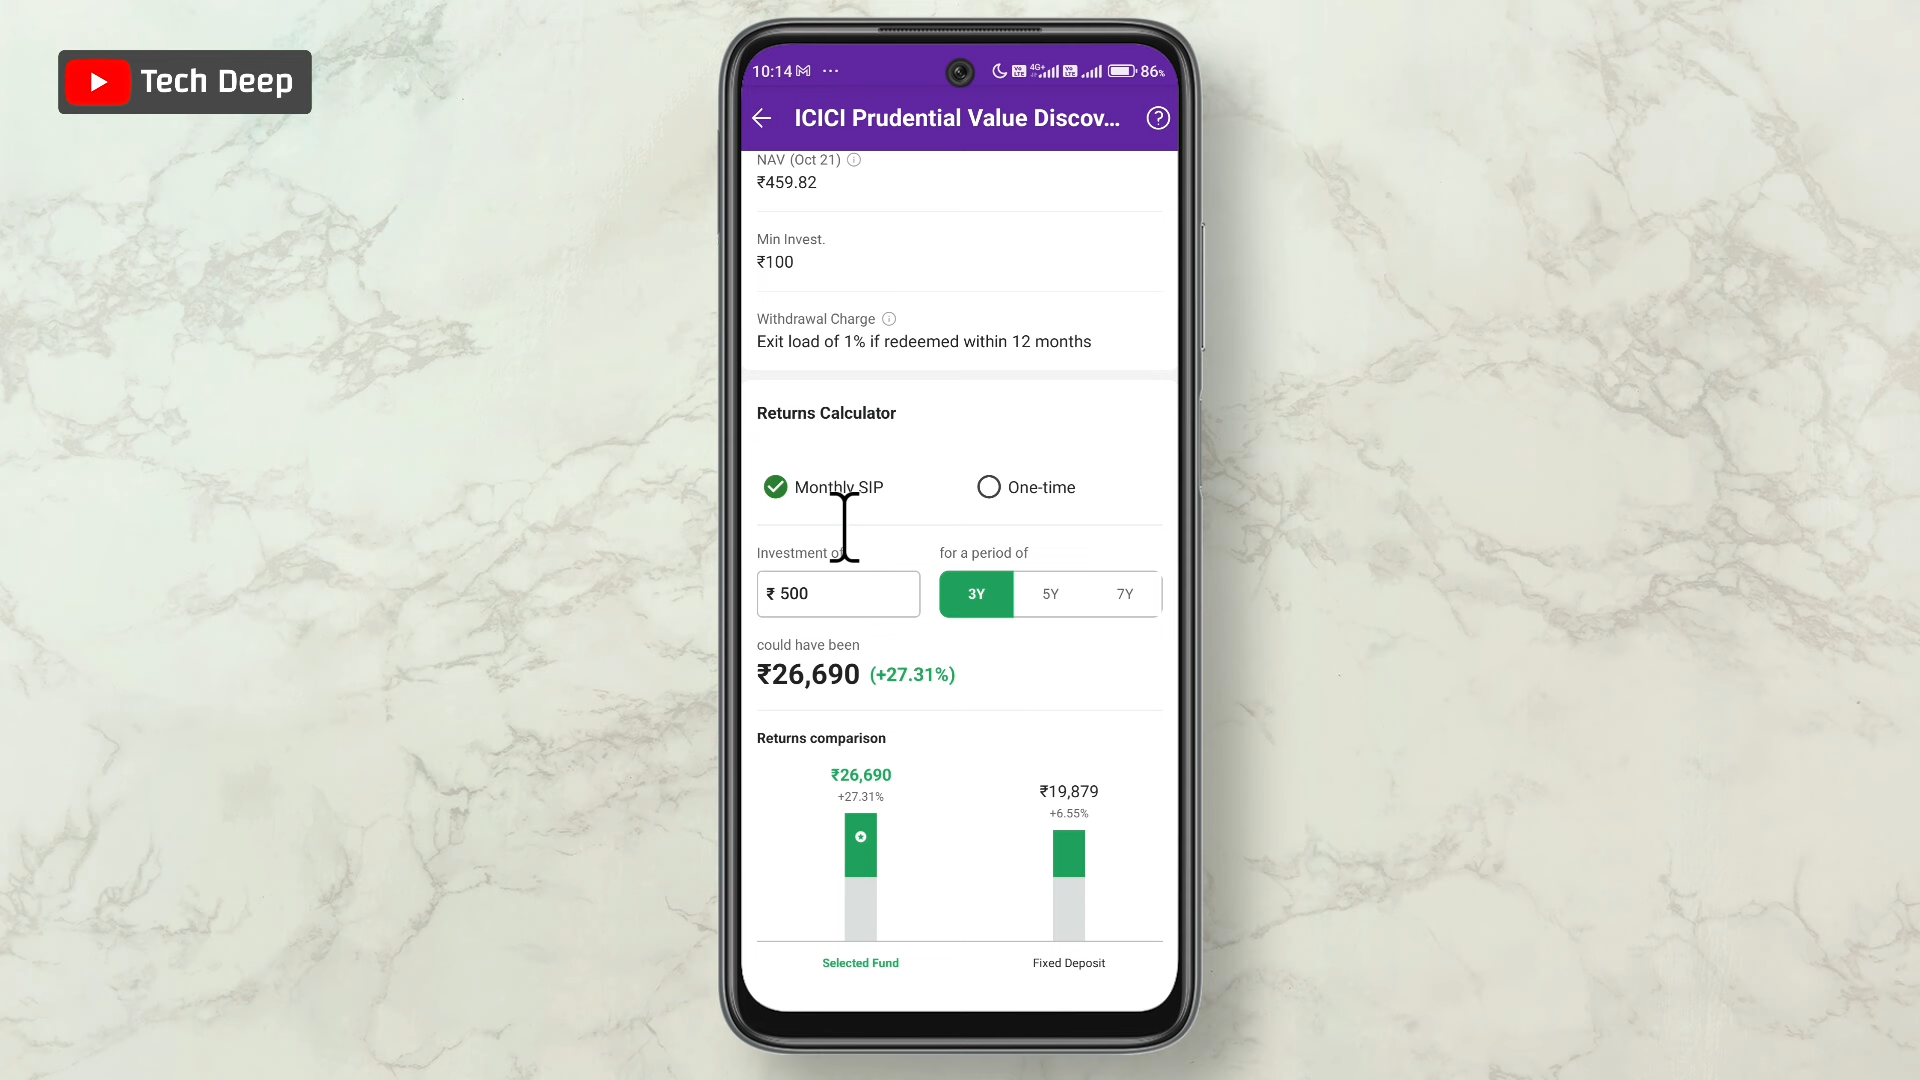 Tech Deep
10:14 ... 4G+ 86%
ICICI Prudential Value Discov...
NAV (Oct 21)
₹459.82
Min Invest.
₹100
Withdrawal Charge
Exit load of 1% if redeemed within 12 months
Returns Calculator
Monthly SIP One-time
Investment of for a period of
₹ 500 3Y 5Y 7Y
could have been
₹26,690 (+27.31%)
Returns comparison
₹26,690 ₹19,879
+27.31% +6.55%
Selected Fund Fixed Deposit